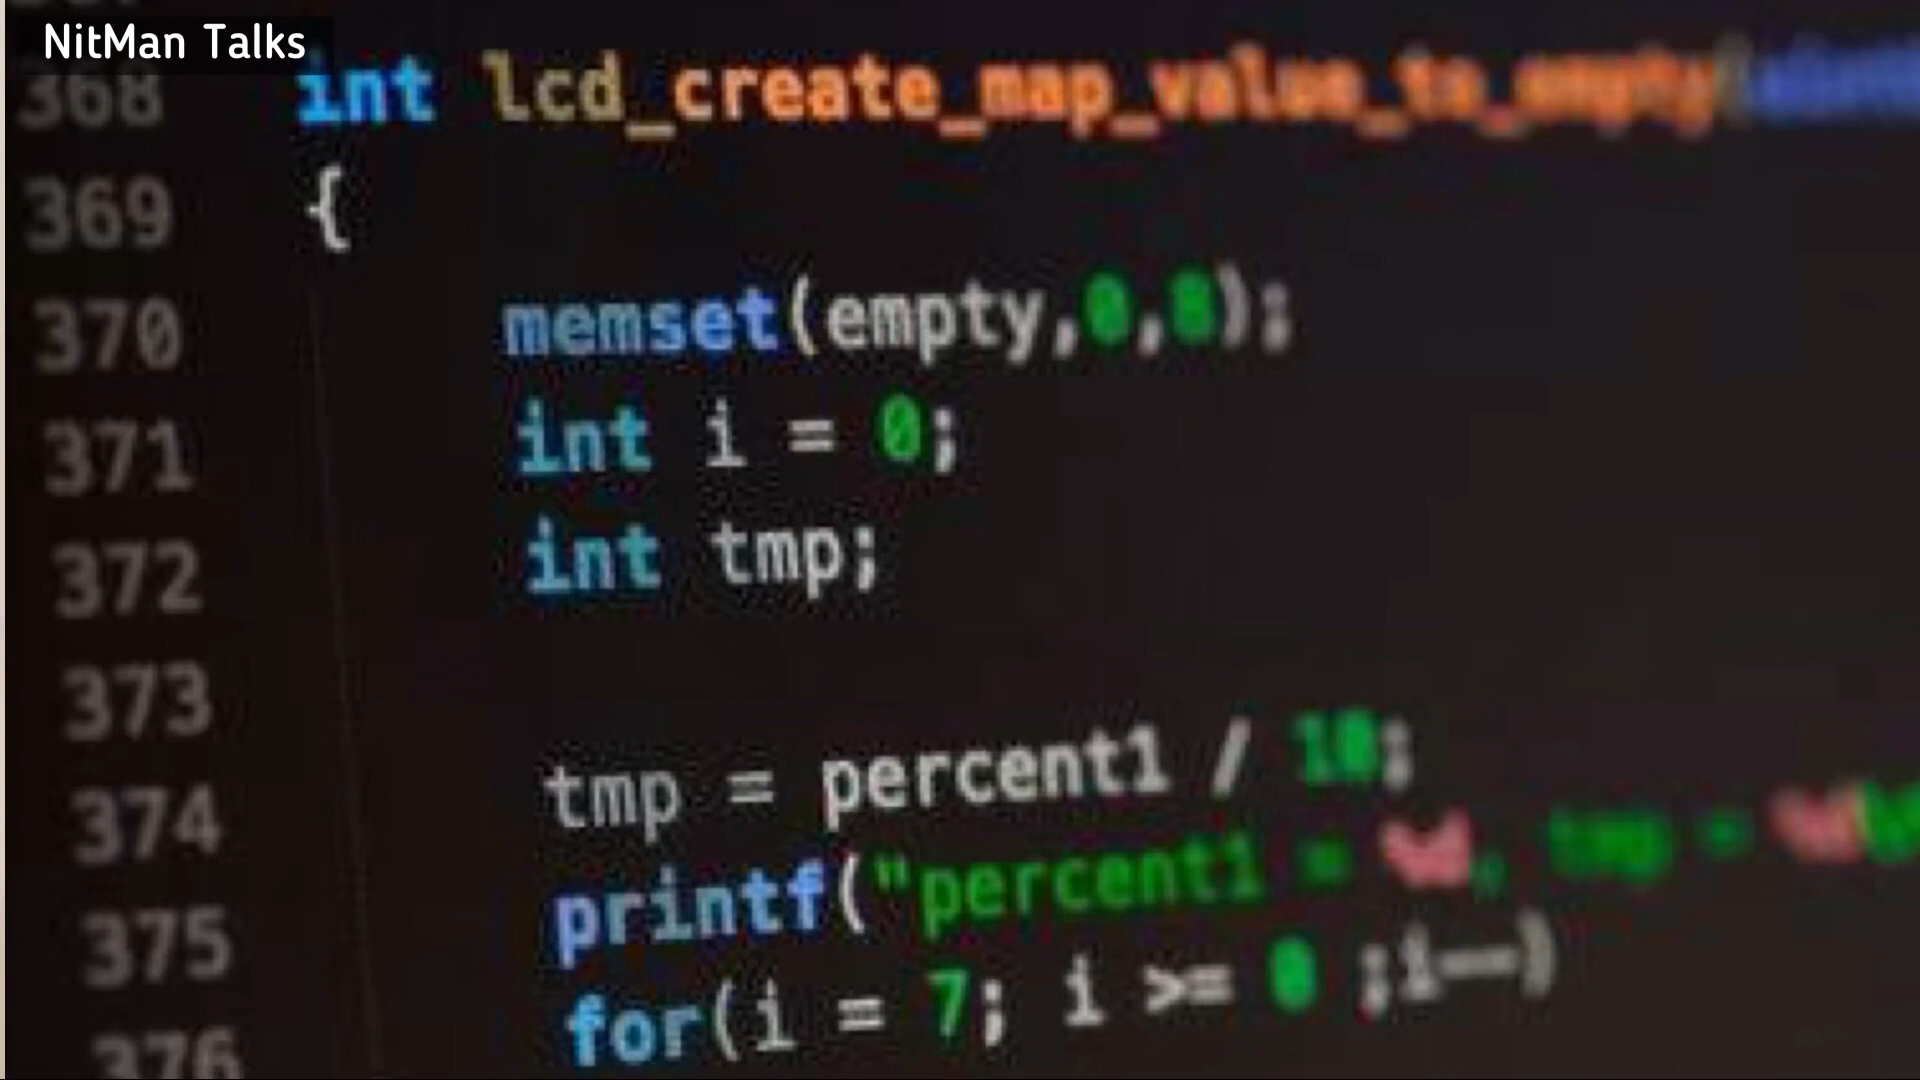 NitMan Talks
368 int lcd_create_map_value_to_empty(
369 {
370 memset(empty,0,8);
371 int i = 0;
372 int tmp;
373
374 tmp = percent1 / 10;
375 printf("percent1 = %d, tmp = %d
376 for(i = 7; i >= 0 ;i--)